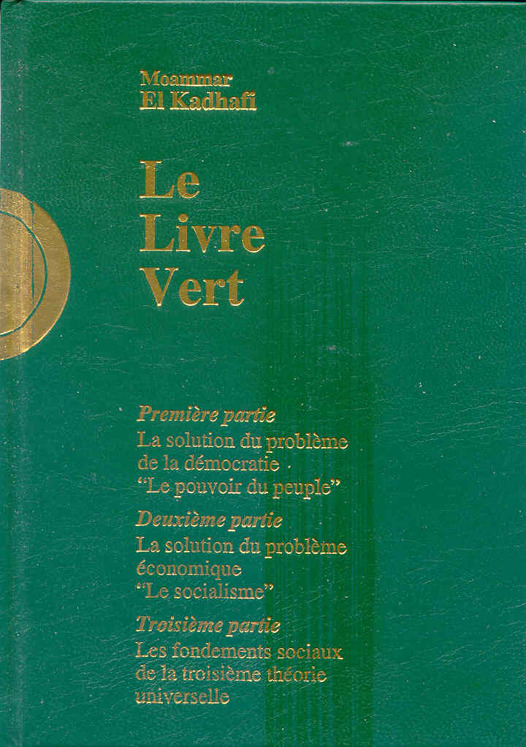 Moammar
El Kadhafi
Le
Livre
Vert
Première partie
La solution du problème
de la démocratie
“Le pouvoir du peuple”
Deuxième partie
La solution du problème
économique
“Le socialisme”
Troisième partie
Les fondements sociaux
de la troisième théorie
universelle